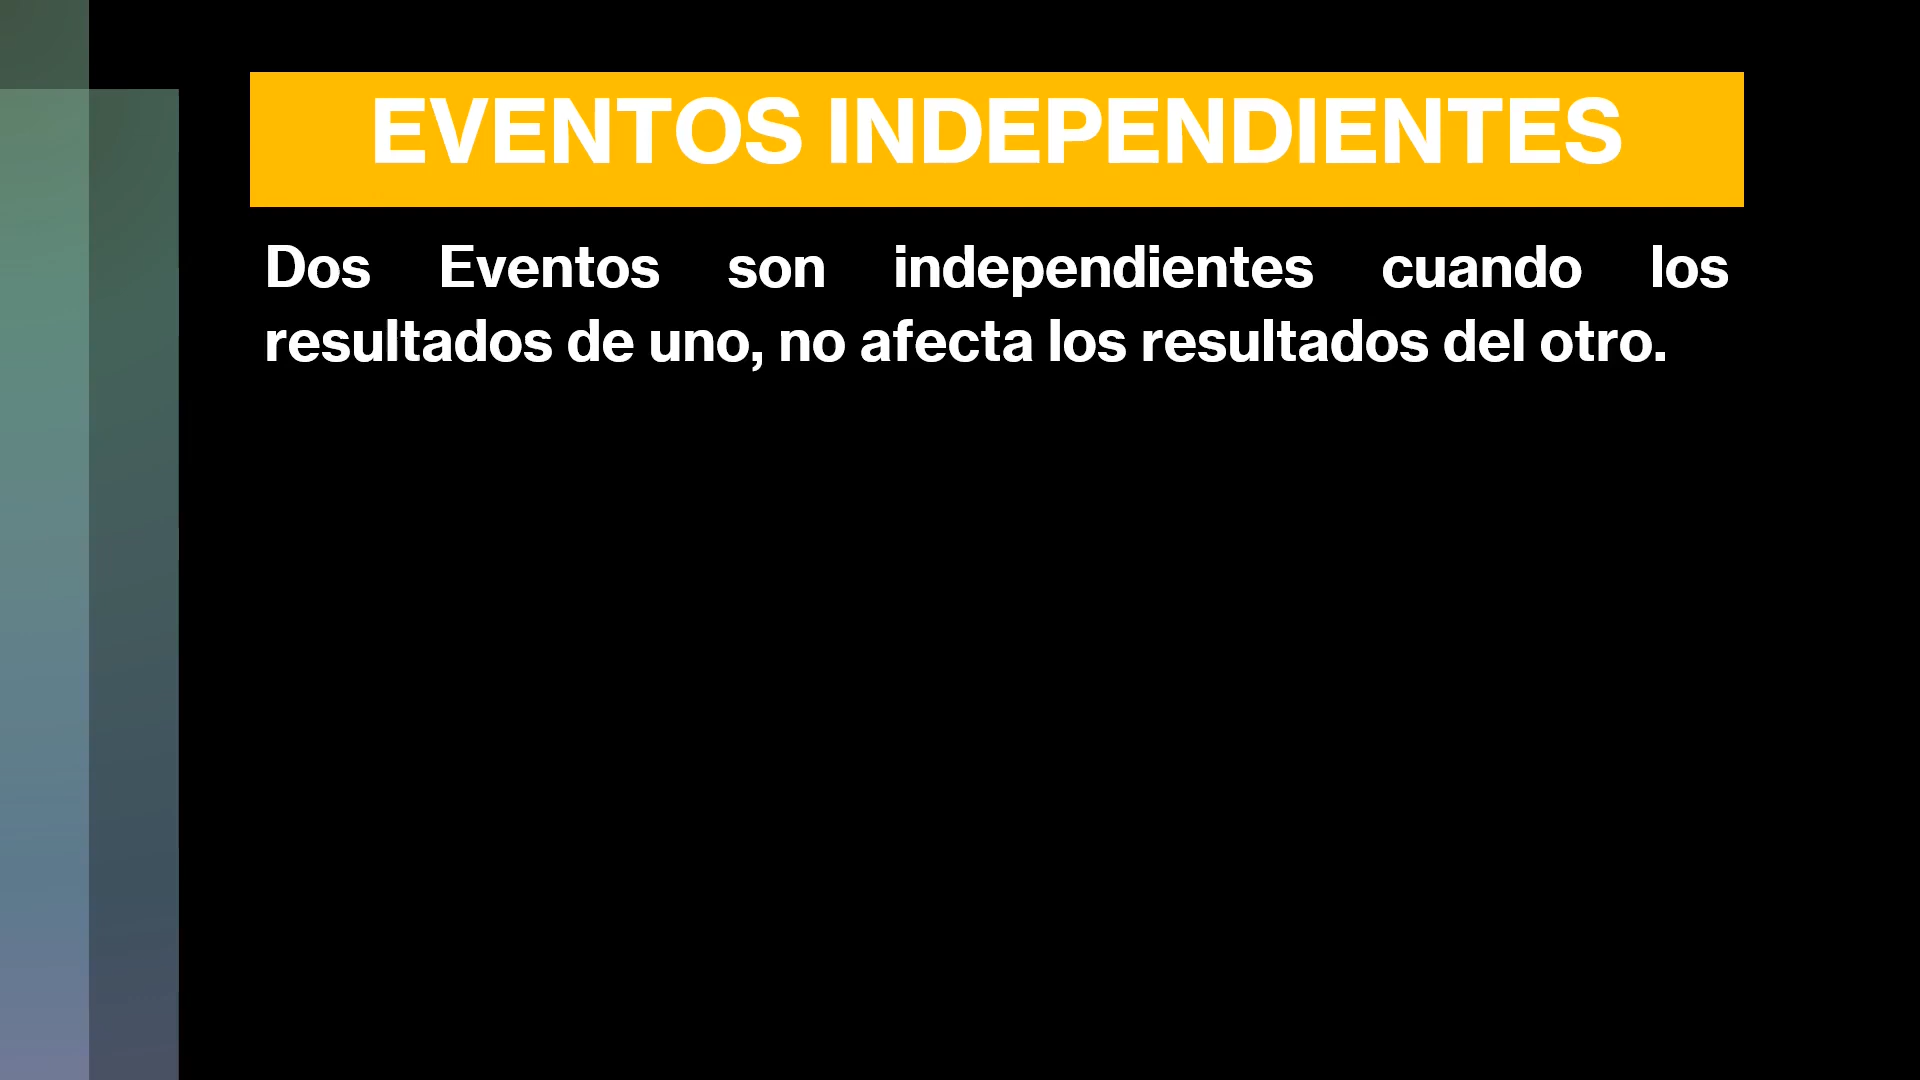 EVENTOS INDEPENDIENTES
Dos Eventos son independientes cuando los
resultados de uno, no afecta los resultados del otro.